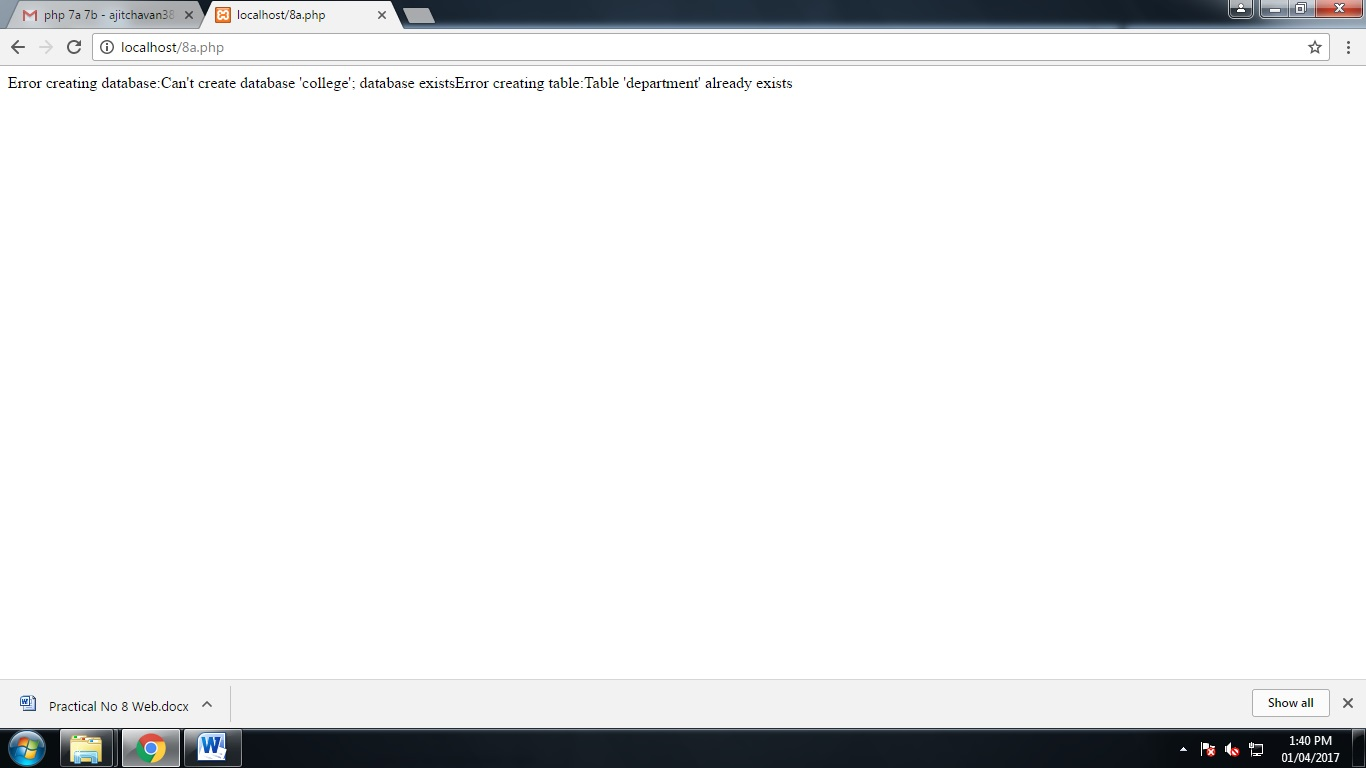 php 7a 7b - ajitchavan38
localhost/8a.php
localhost/8a.php
Error creating database:Can't create database 'college'; database existsError creating table:Table 'department' already exists
Practical No 8 Web.docx
Show all
1:40 PM
01/04/2017